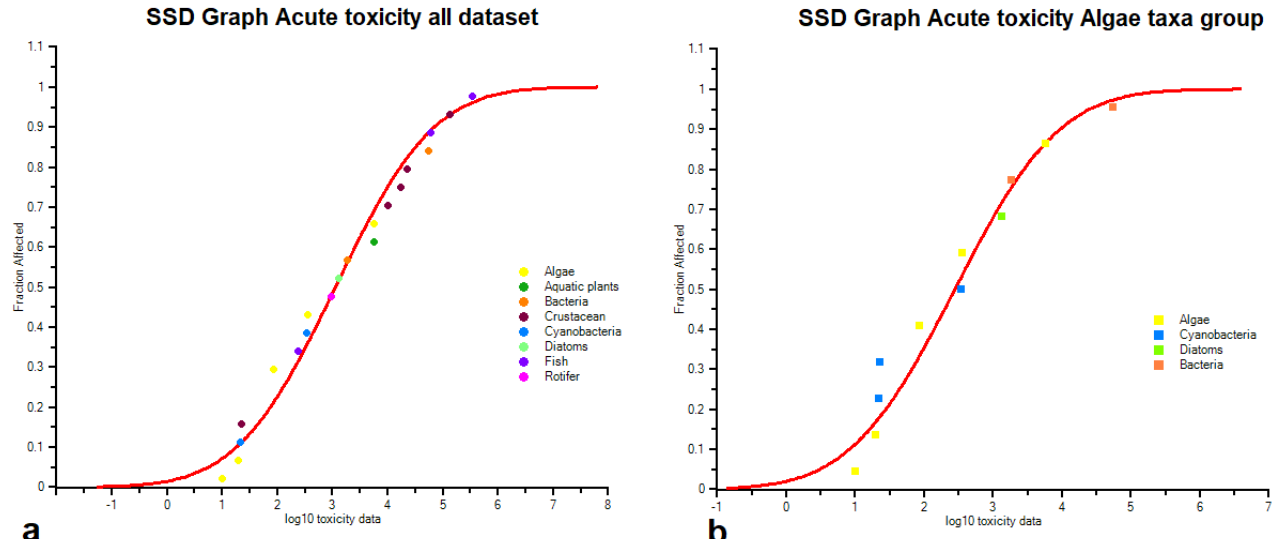 SSD Graph Acute toxicity all dataset
1.1
1
0.9
0.8
0.7
0.6
0.5
0.4
0.3
0.2
0.1
0
Fraction Affected
-1 0 1 2 3 4 5 6 7 8
log10 toxicity data
Algae
Aquatic plants
Bacteria
Crustacean
Cyanobacteria
Diatoms
Fish
Rotifer
a
SSD Graph Acute toxicity Algae taxa group
1.1
1
0.9
0.8
0.7
0.6
0.5
0.4
0.3
0.2
0.1
0
Fraction Affected
-1 0 1 2 3 4 5 6 7
log10 toxicity data
Algae
Cyanobacteria
Diatoms
Bacteria
b